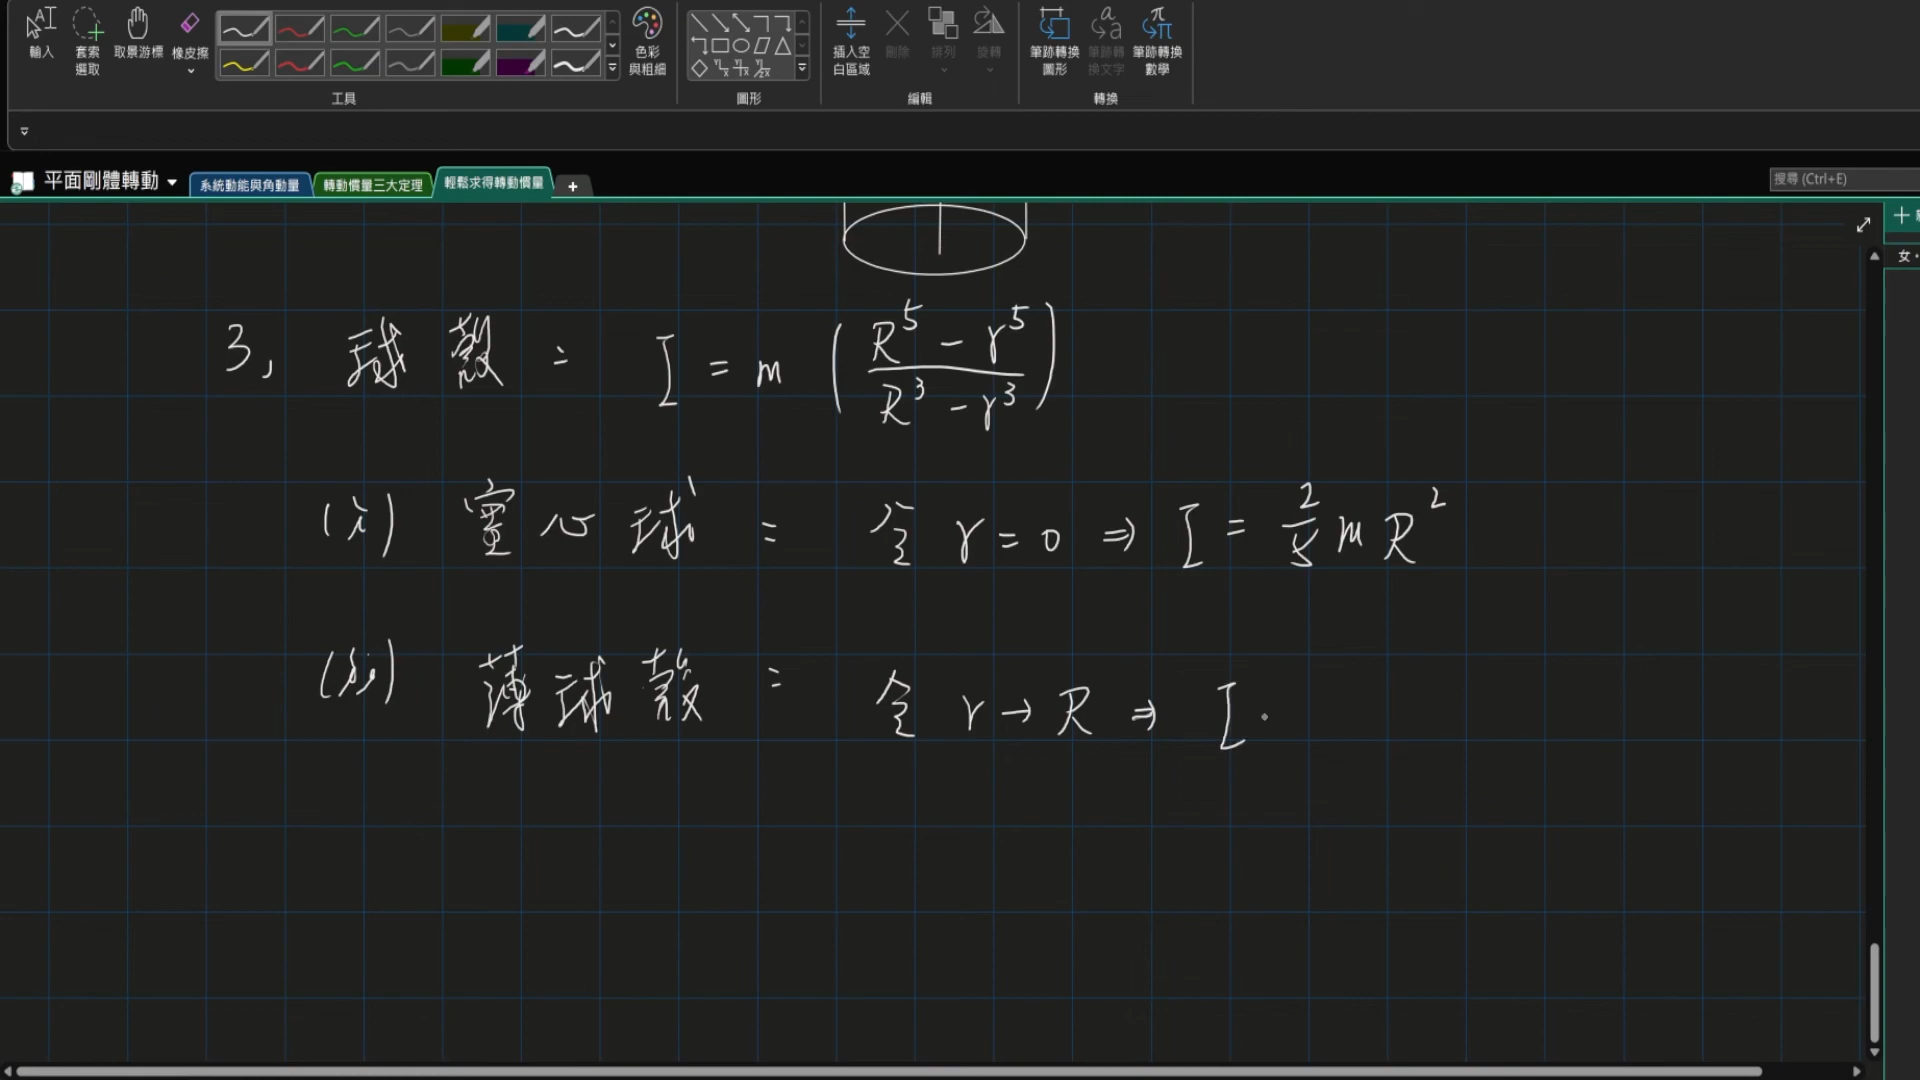 輸入 套索選取 取景游標 橡皮擦 色彩與粗細 插入空白區域 刪除 排列 旋轉 筆跡轉換圖形 筆跡轉換文字 筆跡轉換數學
工具 圖形 編輯 轉換
平面剛體轉動 系統動能與角動量 轉動慣量三大定理 輕鬆求得轉動慣量 + 搜尋 (Ctrl+E)
3, 球殼: I = m (R⁵ - r⁵ / R³ - r³)
(i) 實心球: 令 r = 0 ⇒ I = 2/5 m R²
(ii) 薄球殼: 令 r → R ⇒ I